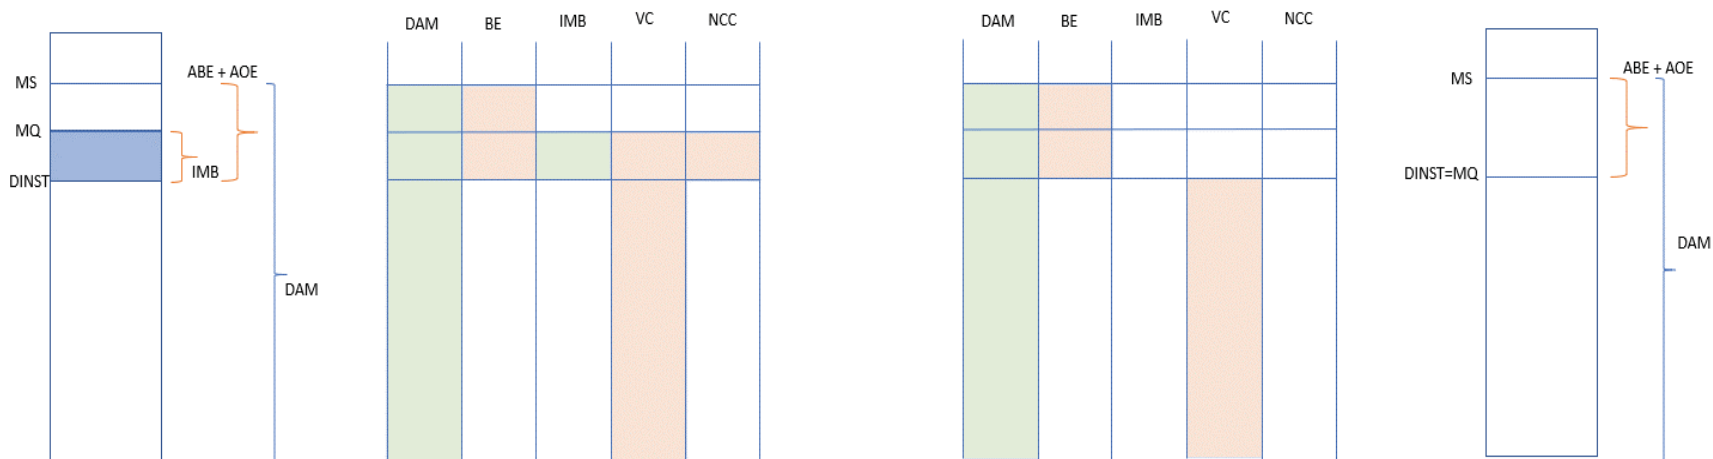 MS
MQ
DINST
ABE + AOE
IMB
DAM
DAM BE IMB VC NCC
DAM BE IMB VC NCC
MS
DINST=MQ
ABE + AOE
DAM